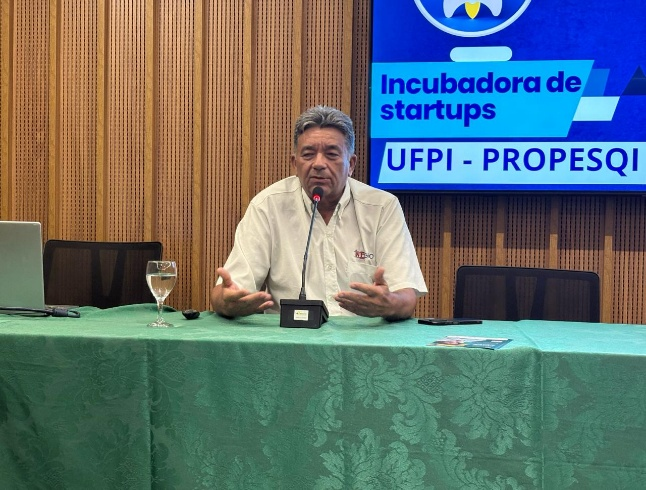 Incubadora de
startups
UFPI - PROPESQI